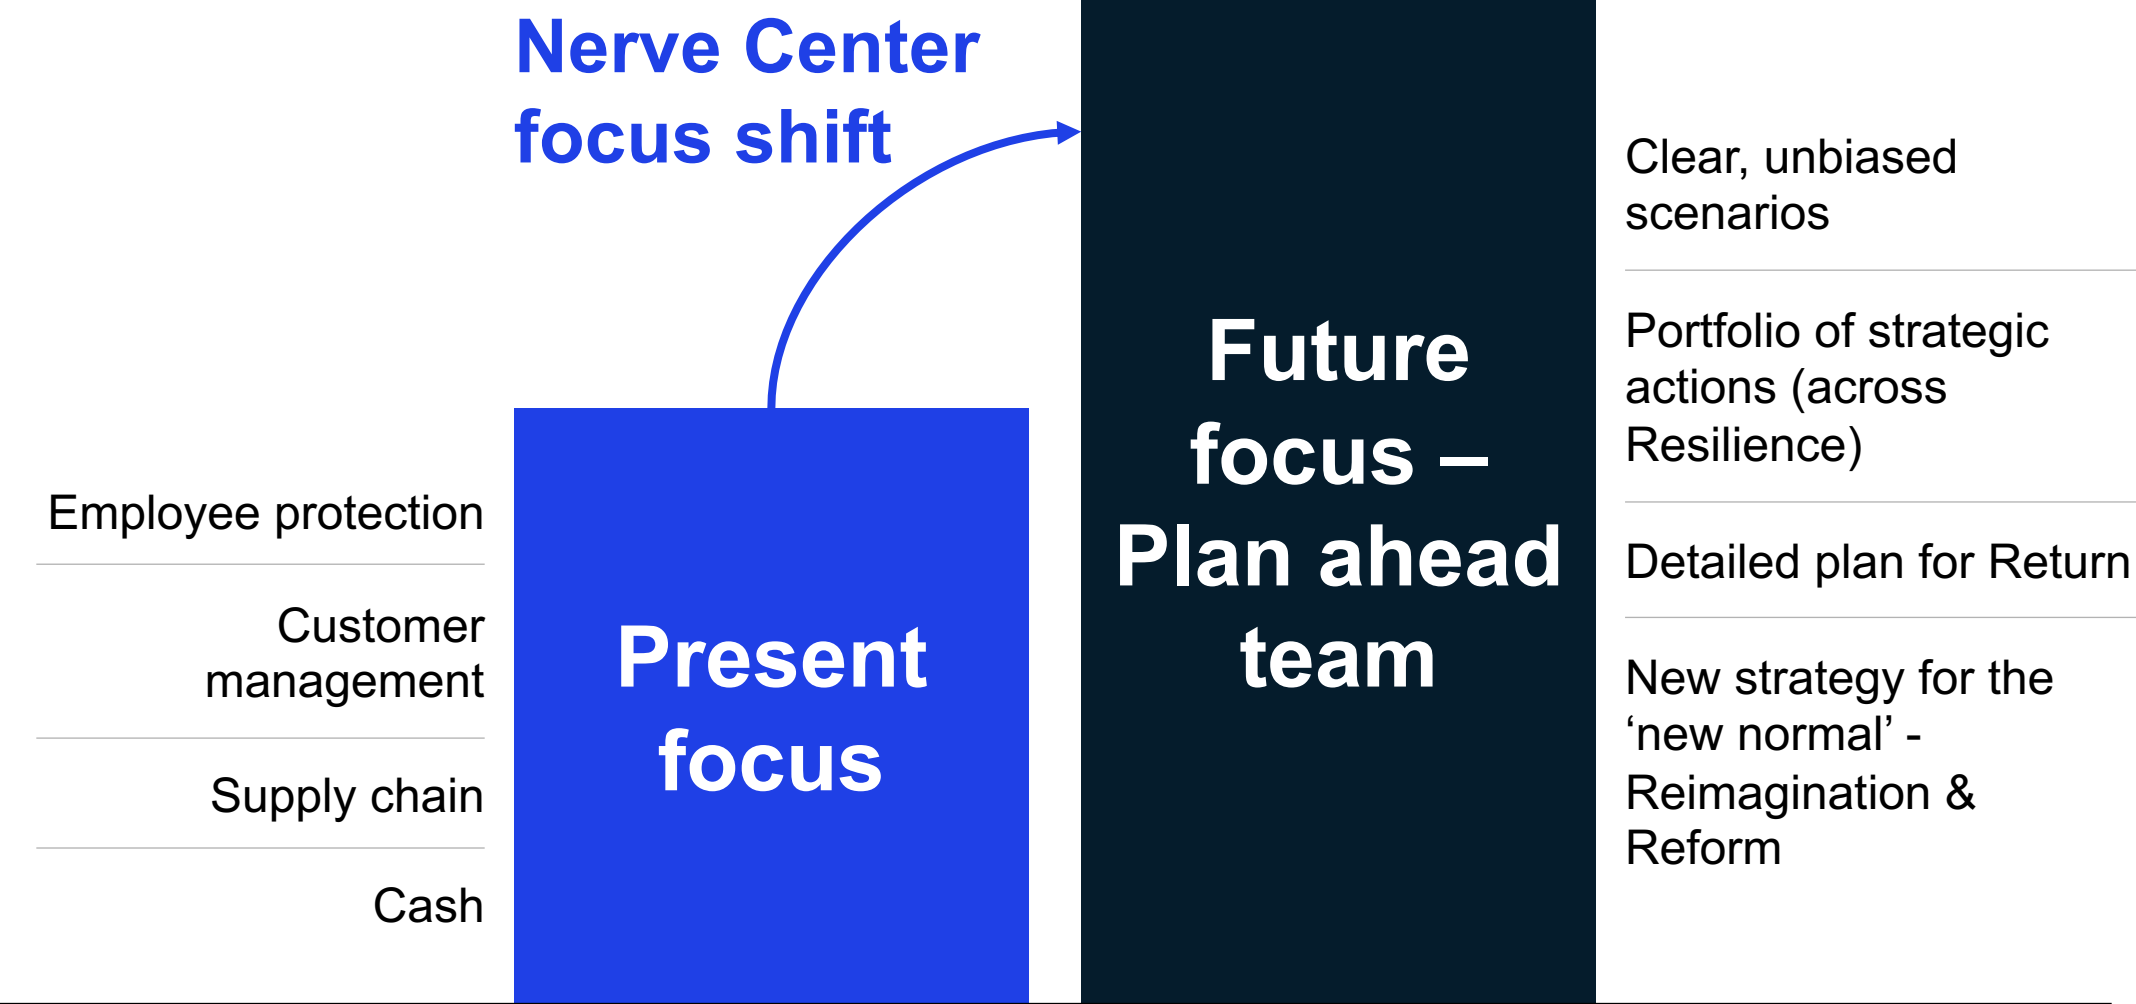 Nerve Center
focus shift
Employee protection
Customer
management
Supply chain
Cash
Present
focus
Future
focus –
Plan ahead
team
Clear, unbiased
scenarios
Portfolio of strategic
actions (across
Resilience)
Detailed plan for Return
New strategy for the
‘new normal’ -
Reimagination &
Reform